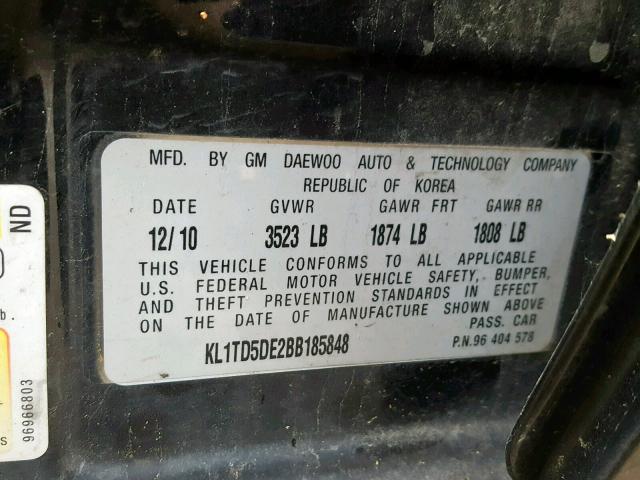 MFD. BY GM DAEWOO AUTO & TECHNOLOGY COMPANY
REPUBLIC OF KOREA
DATE GVWR GAWR FRT GAWR RR
12/10 3523 LB 1874 LB 1808 LB
THIS VEHICLE CONFORMS TO ALL APPLICABLE
U.S. FEDERAL MOTOR VEHICLE SAFETY, BUMPER,
AND THEFT PREVENTION STANDARDS IN EFFECT
ON THE DATE OF MANUFACTURE SHOWN ABOVE
PASS. CAR
KL1TD5DE2BB185848
P.N.96 404 578
ND
96966803